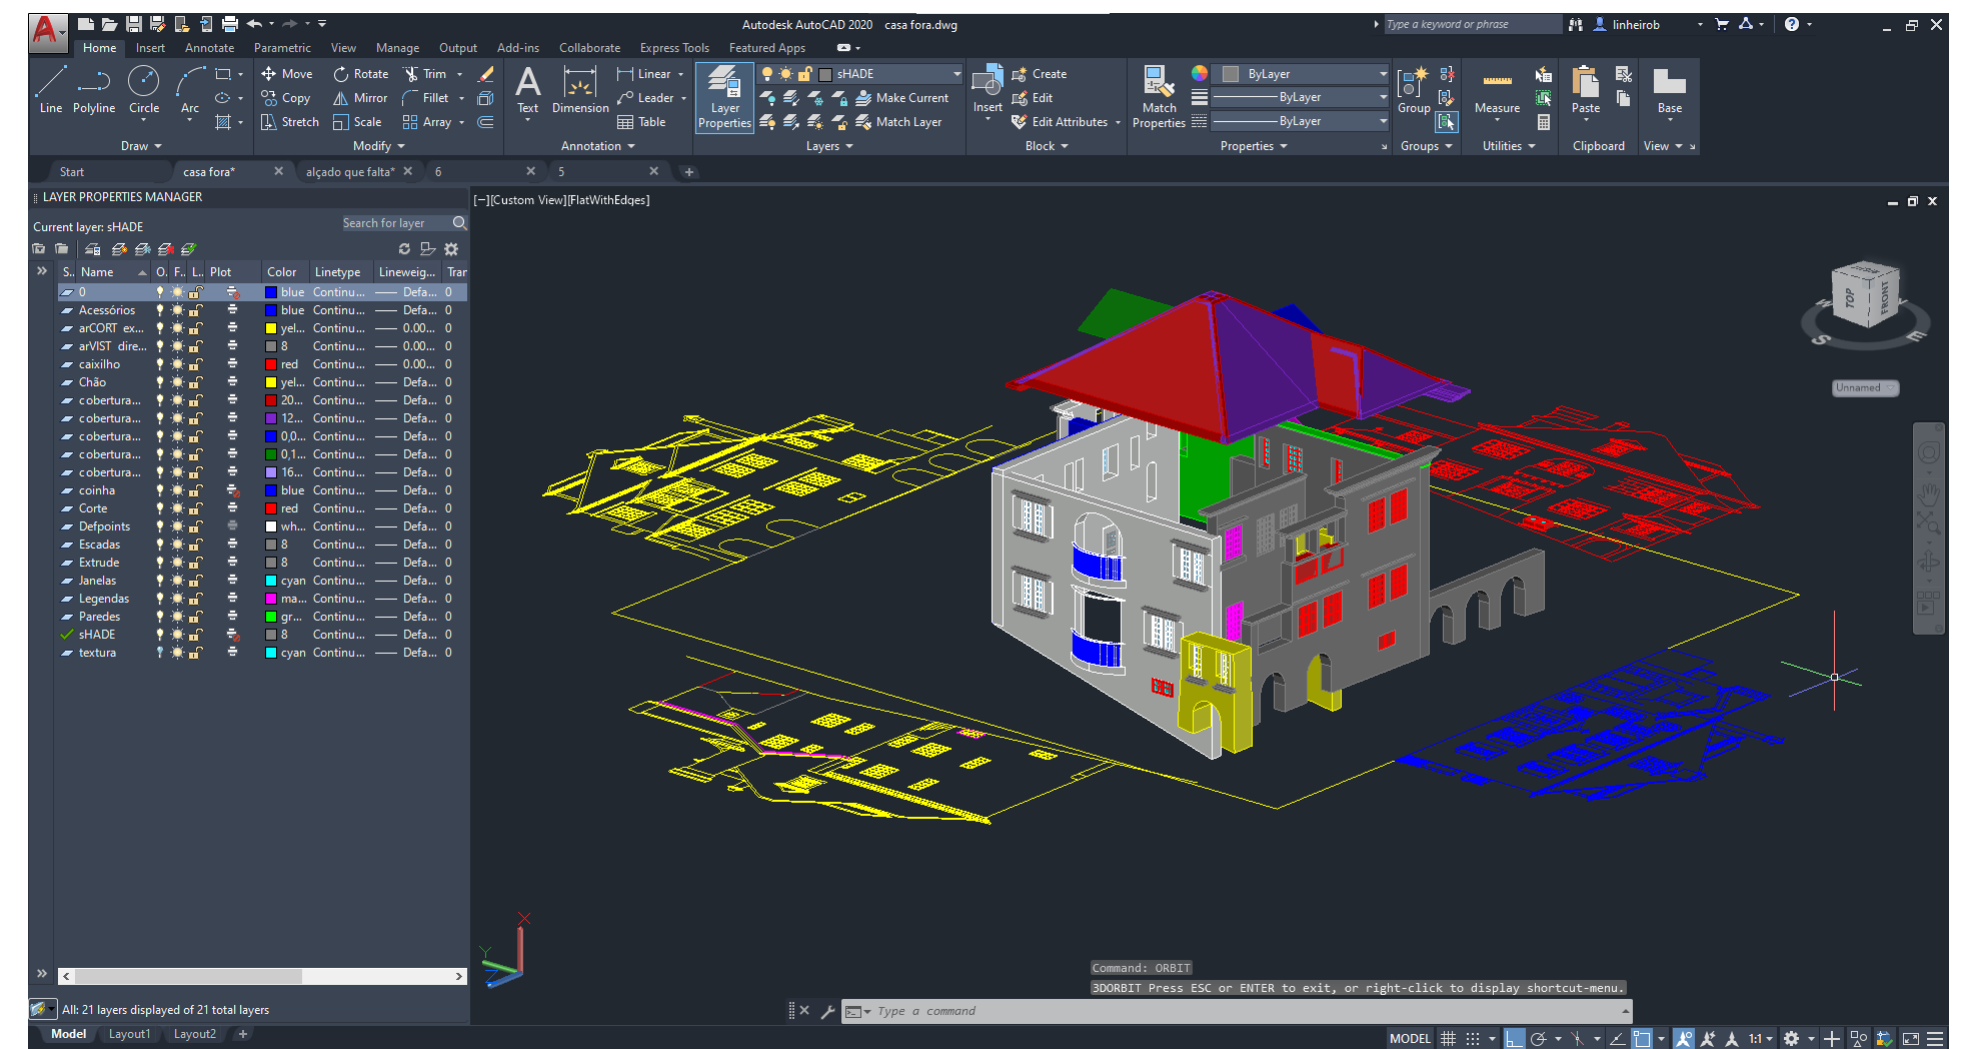 Autodesk AutoCAD 2020 casa fora.dwg
Type a keyword or phrase
linheirob
Home Insert Annotate Parametric View Manage Output Add-ins Collaborate Express Tools Featured Apps
Line Polyline Circle Arc
Draw
Move Rotate Trim
Copy Mirror Fillet
Stretch Scale Array
Modify
Text Dimension
Linear
Leader
Table
Annotation
Layer
Properties
sHADE
Make Current
Match Layer
Layers
Insert
Create
Edit
Edit Attributes
Block
Match
Properties
ByLayer
ByLayer
ByLayer
Properties
Group
Groups
Measure
Utilities
Paste
Clipboard
Base
View
Start casa fora* alçado que falta* 6 5
LAYER PROPERTIES MANAGER
Current layer: sHADE
Search for layer
S.. Name O. F.. L.. Plot Color Linetype Lineweig... Tran
0 blue Continu... Defa... 0
Acessórios blue Continu... Defa... 0
arCORT ex... yel... Continu... 0.00... 0
arVIST dire... 8 Continu... 0.00... 0
caixilho red Continu... 0.00... 0
Chão yel... Continu... Defa... 0
cobertura... 20... Continu... Defa... 0
cobertura... 12... Continu... Defa... 0
cobertura... 0,0... Continu... Defa... 0
cobertura... 0,1... Continu... Defa... 0
cobertura... 16... Continu... Defa... 0
coinha blue Continu... Defa... 0
Corte red Continu... Defa... 0
Defpoints wh... Continu... Defa... 0
Escadas 8 Continu... Defa... 0
Extrude 8 Continu... Defa... 0
Janelas cyan Continu... Defa... 0
Legendas ma... Continu... Defa... 0
Paredes gr... Continu... Defa... 0
sHADE 8 Continu... Defa... 0
textura cyan Continu... Defa... 0
All: 21 layers displayed of 21 total layers
[−][Custom View][FlatWithEdges]
TOP FRONT
S E
Unnamed
X
Y
Z
Command: ORBIT
3DORBIT Press ESC or ENTER to exit, or right-click to display shortcut-menu.
Type a command
Model Layout1 Layout2
MODEL 1:1